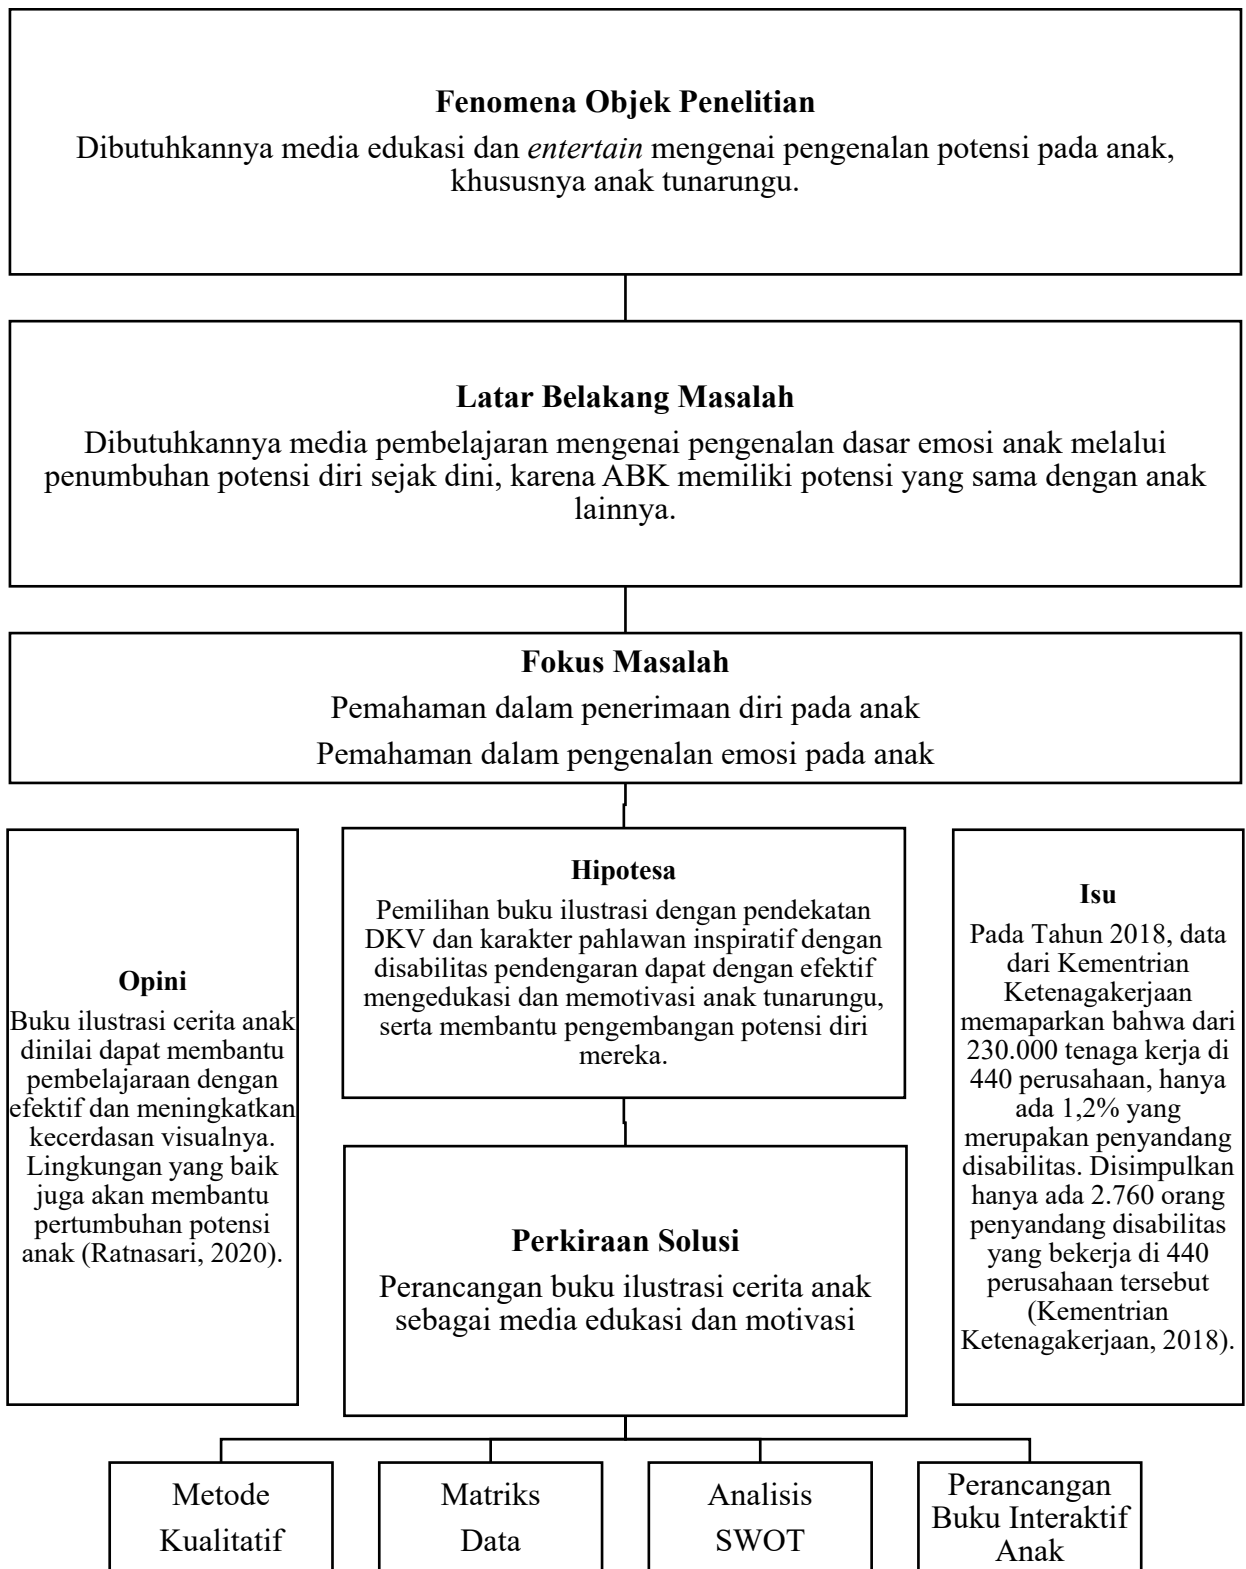 Fenomena Objek Penelitian
Dibutuhkannya media edukasi dan entertain mengenai pengenalan potensi pada anak,
khususnya anak tunarungu.
Latar Belakang Masalah
Dibutuhkannya media pembelajaran mengenai pengenalan dasar emosi anak melalui
penumbuhan potensi diri sejak dini, karena ABK memiliki potensi yang sama dengan anak
lainnya.
Fokus Masalah
Pemahaman dalam penerimaan diri pada anak
Pemahaman dalam pengenalan emosi pada anak
Opini
Buku ilustrasi cerita anak
dinilai dapat membantu
pembelajaraan dengan
efektif dan meningkatkan
kecerdasan visualnya.
Lingkungan yang baik
juga akan membantu
pertumbuhan potensi
anak (Ratnasari, 2020).
Hipotesa
Pemilihan buku ilustrasi dengan pendekatan
DKV dan karakter pahlawan inspiratif dengan
disabilitas pendengaran dapat dengan efektif
mengedukasi dan memotivasi anak tunarungu,
serta membantu pengembangan potensi diri
mereka.
Isu
Pada Tahun 2018, data
dari Kementrian
Ketenagakerjaan
memaparkan bahwa dari
230.000 tenaga kerja di
440 perusahaan, hanya
ada 1,2% yang
merupakan penyandang
disabilitas. Disimpulkan
hanya ada 2.760 orang
penyandang disabilitas
yang bekerja di 440
perusahaan tersebut
(Kementrian
Ketenagakerjaan, 2018).
Perkiraan Solusi
Perancangan buku ilustrasi cerita anak
sebagai media edukasi dan motivasi
Metode
Kualitatif
Matriks
Data
Analisis
SWOT
Perancangan
Buku Interaktif
Anak